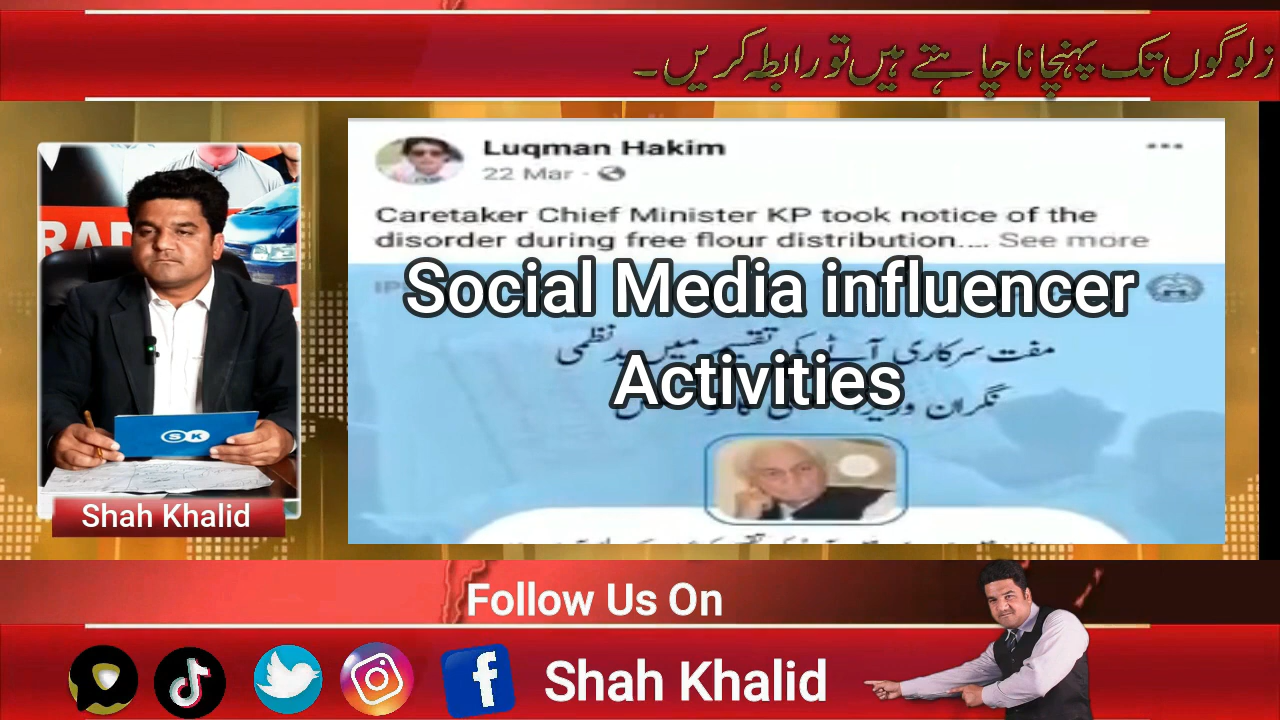 زلوگوں تک پہنچانا چاہتے ہیں تو رابطہ کریں۔
Luqman Hakim
22 Mar
Caretaker Chief Minister KP took notice of the
disorder during free flour distribution.... See more
Social Media influencer
مفت سرکاری آٹے کی تقسیم میں بدنظمی
Activities
نگران
RAD
SK
Shah Khalid
Follow Us On
Shah Khalid